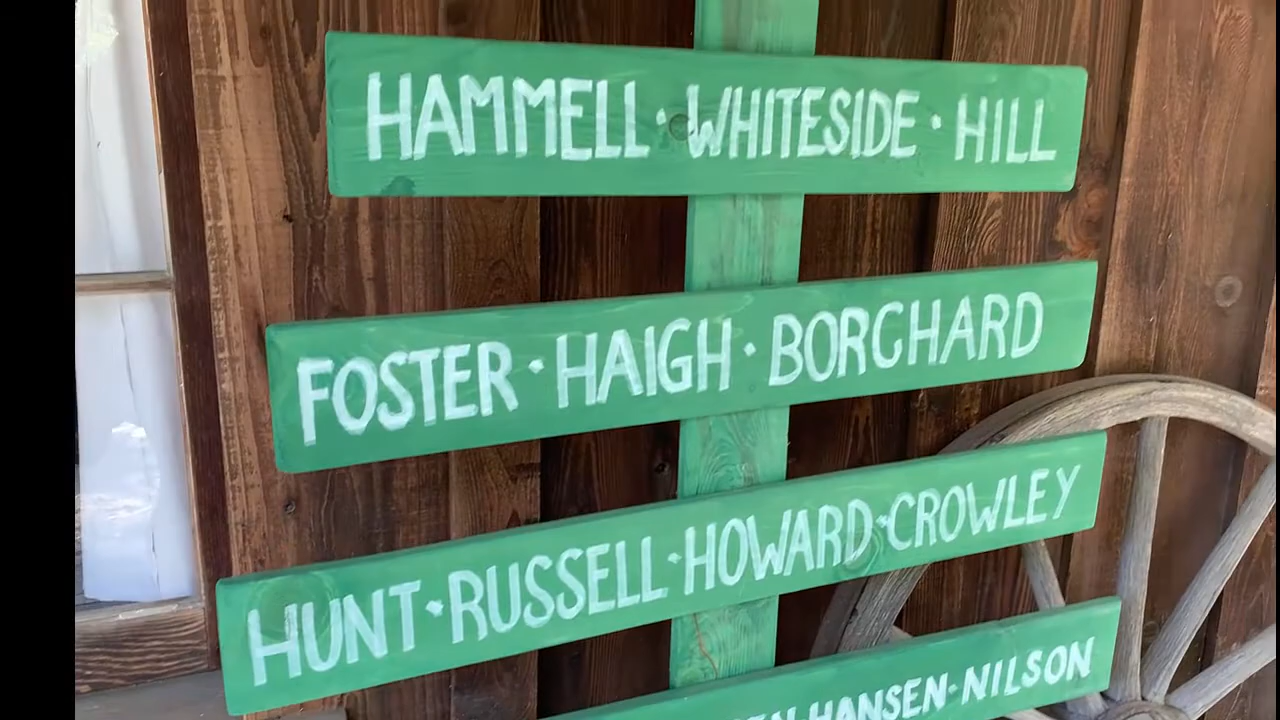 HAMMELL · WHITESIDE · HILL
FOSTER · HAIGH · BORCHARD
HUNT · RUSSELL · HOWARD · CROWLEY
HANSEN · NILSON